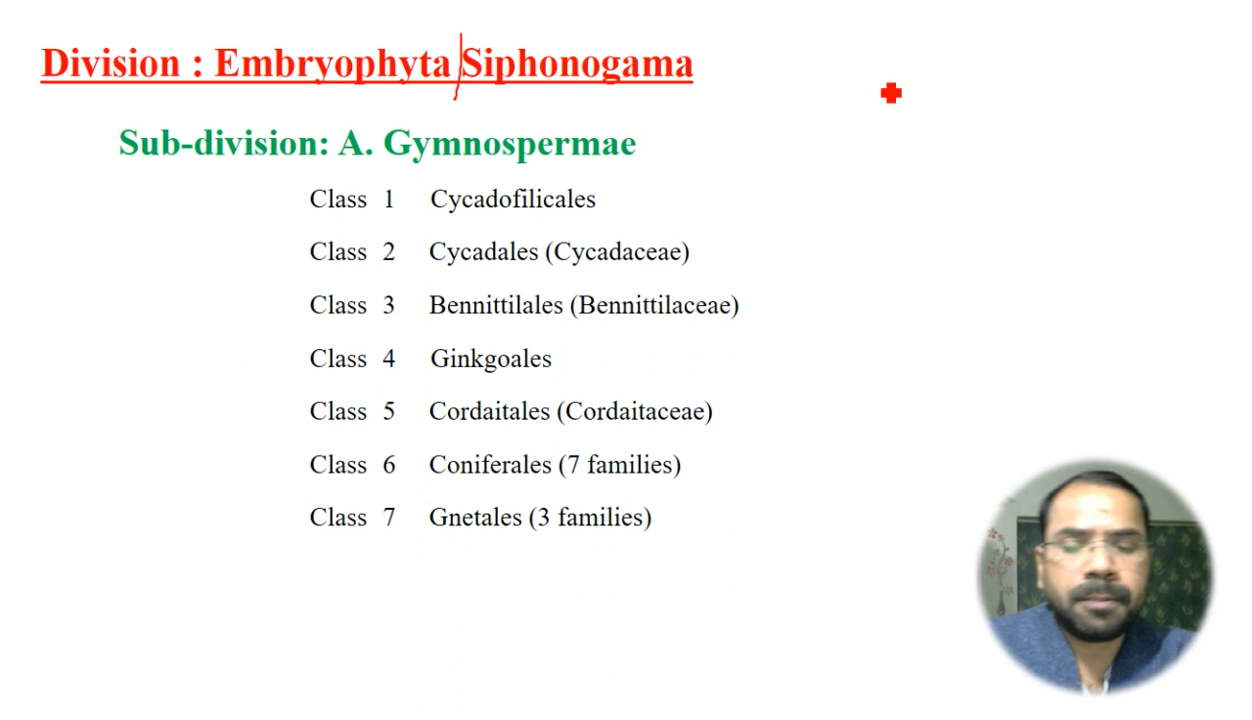 Division : Embryophyta Siphonogama
Sub-division: A. Gymnospermae
Class 1 Cycadofilicales
Class 2 Cycadales (Cycadaceae)
Class 3 Bennittilales (Bennittilaceae)
Class 4 Ginkgoales
Class 5 Cordaitales (Cordaitaceae)
Class 6 Coniferales (7 families)
Class 7 Gnetales (3 families)